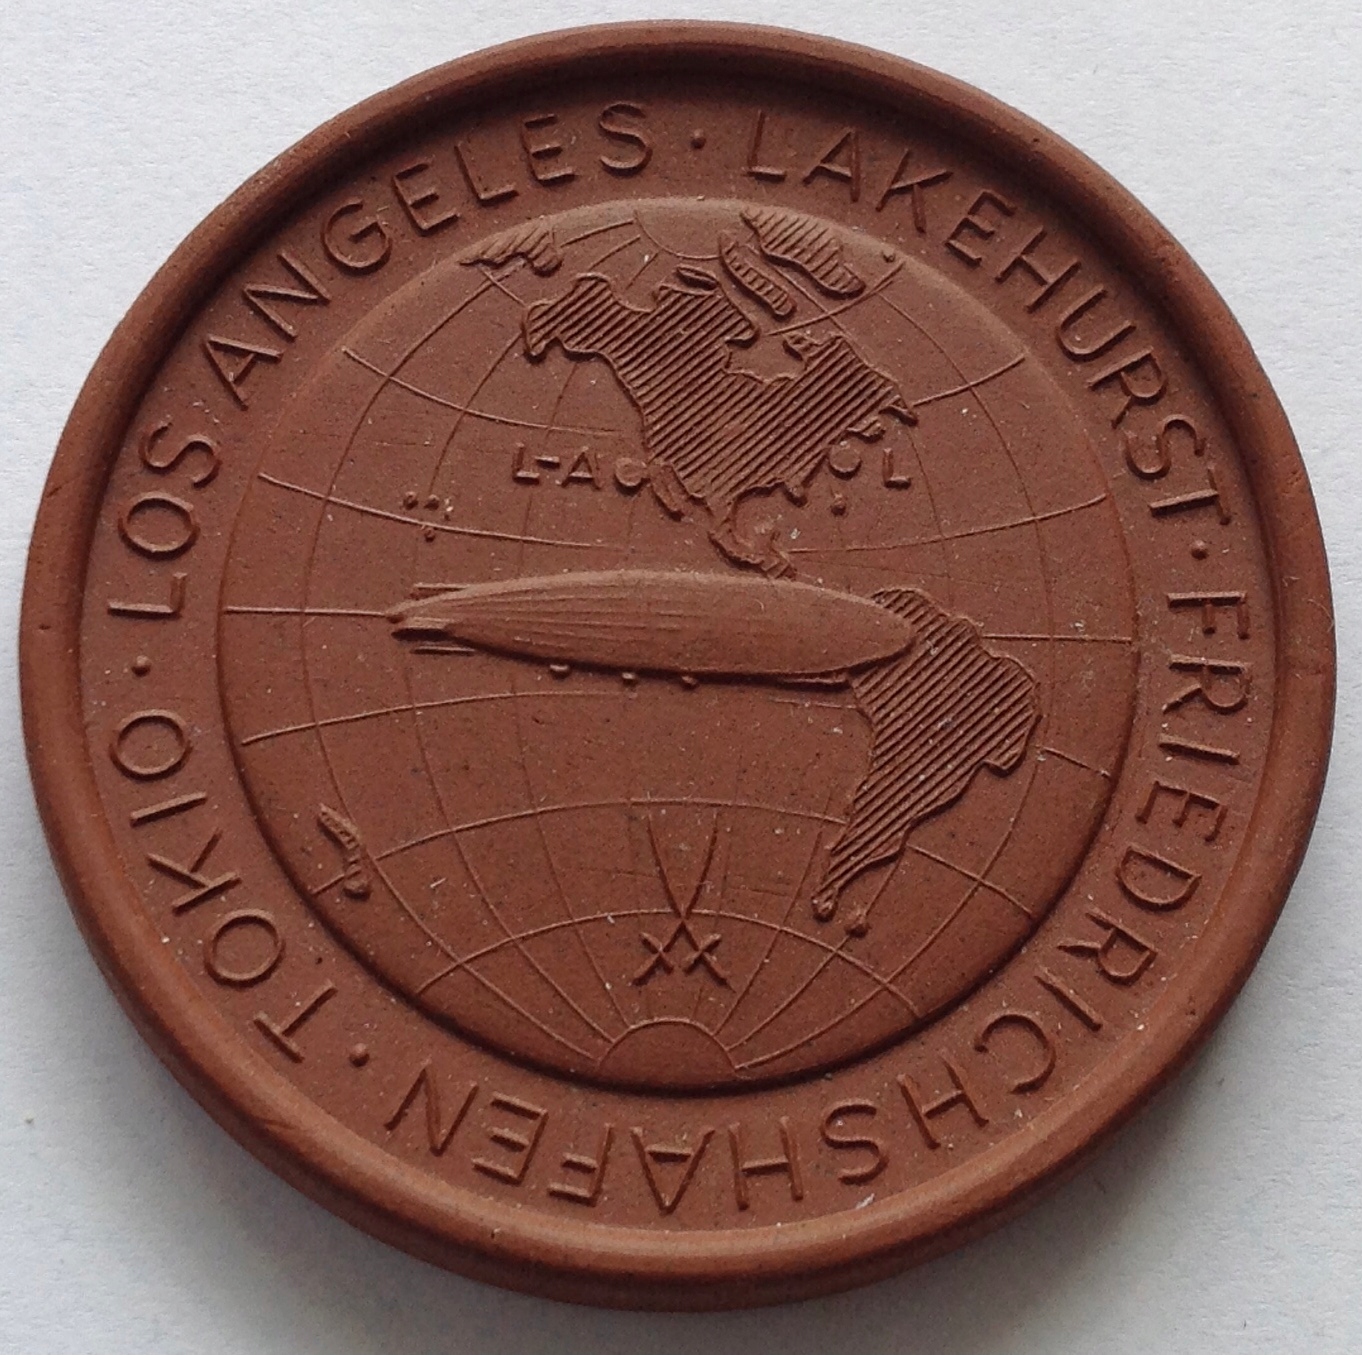 TOKIO · LOS ANGELES · LAKEHURST · FRIEDRICHSHAFEN ·
L-A
L